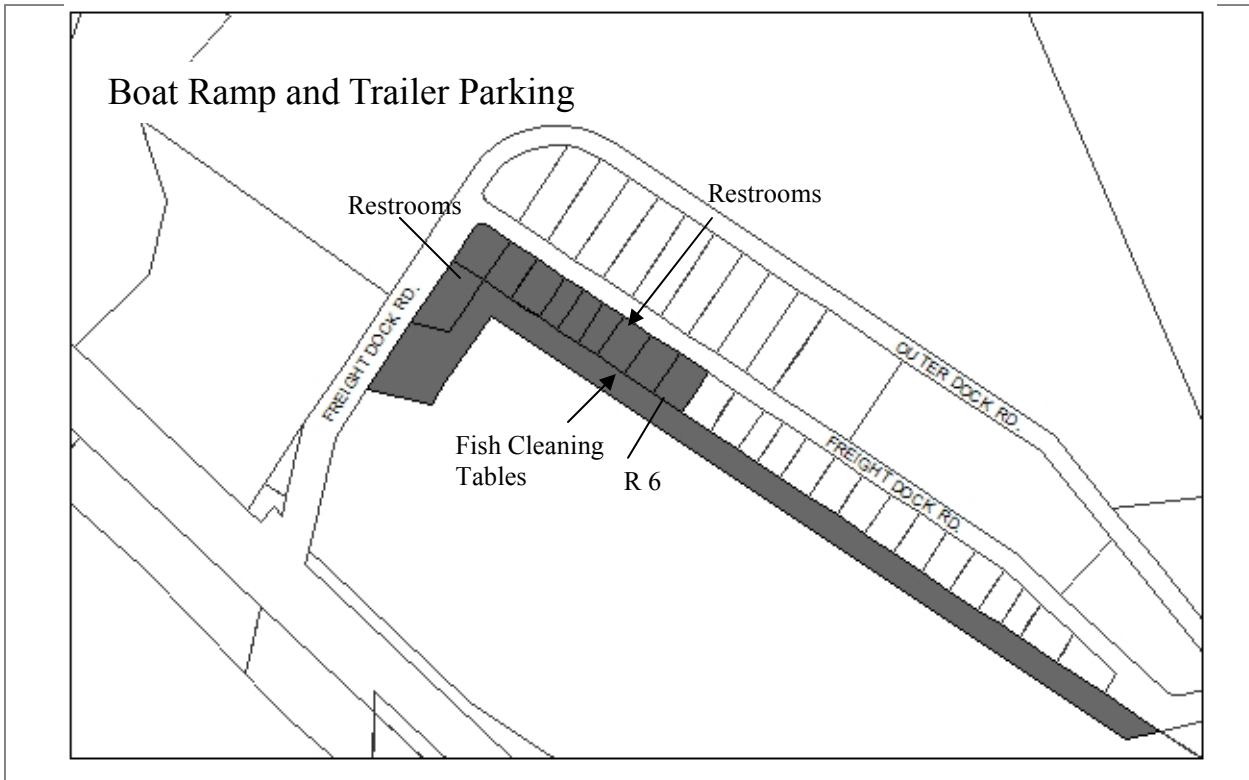 Boat Ramp and Trailer Parking
Restrooms
Restrooms
FREIGHT DOCK RD.
OUTER DOCK RD.
FREIGHT DOCK RD.
Fish Cleaning
Tables
R 6